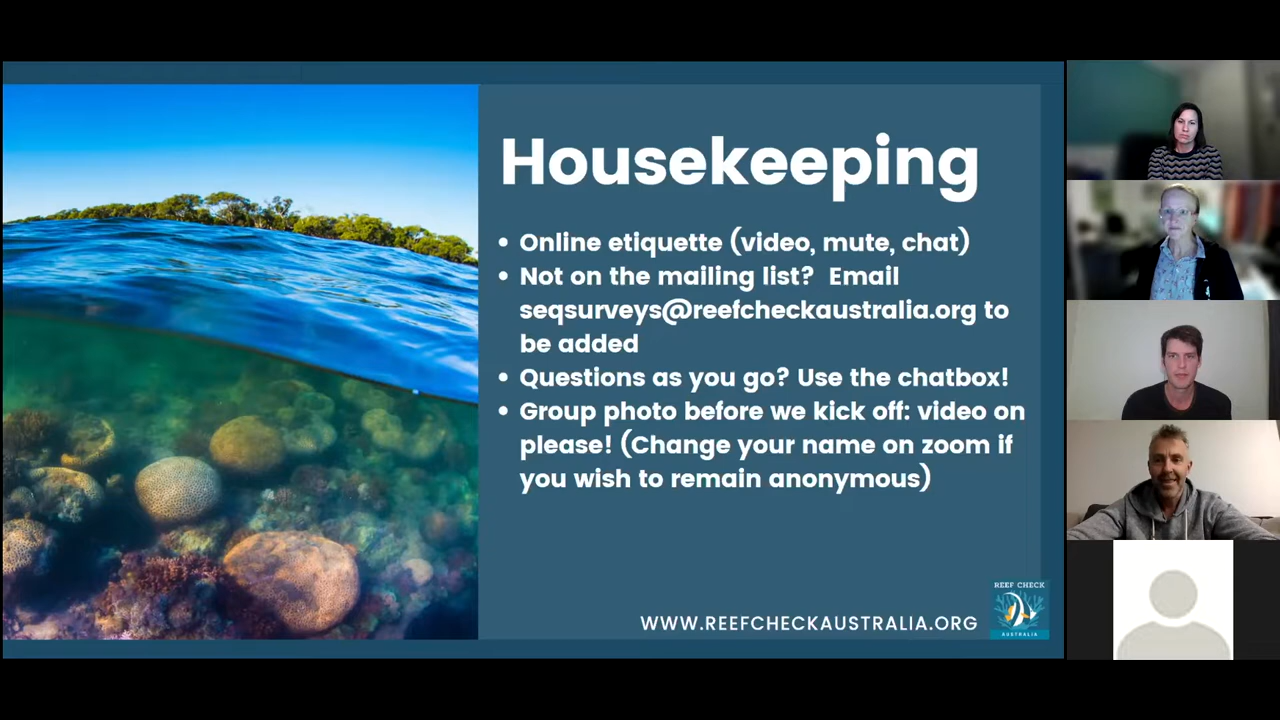 Housekeeping
• Online etiquette (video, mute, chat)
• Not on the mailing list?  Email
seqsurveys@reefcheckaustralia.org to
be added
• Questions as you go? Use the chatbox!
• Group photo before we kick off: video on
please! (Change your name on zoom if
you wish to remain anonymous)
WWW.REEFCHECKAUSTRALIA.ORG
REEF CHECK
AUSTRALIA